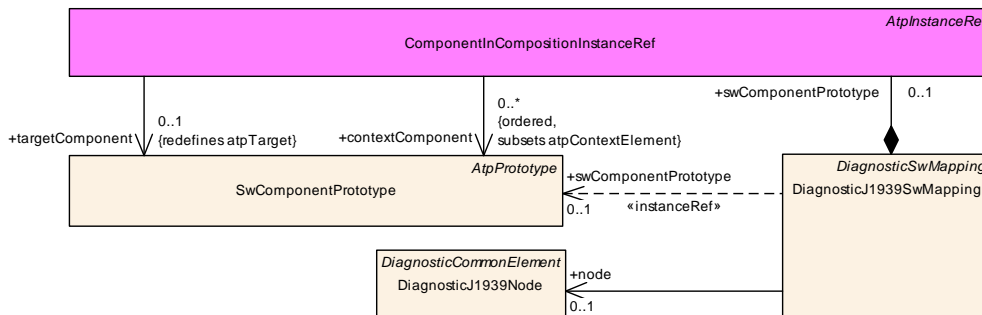 AtpInstanceRe
ComponentInCompositionInstanceRef
+swComponentPrototype 0..1
0..1
0..*
+targetComponent {redefines atpTarget}
+contextComponent {ordered,
subsets atpContextElement}
AtpPrototype
SwComponentPrototype
+swComponentPrototype
0..1
«instanceRef»
DiagnosticSwMapping
DiagnosticJ1939SwMapping
DiagnosticCommonElement
DiagnosticJ1939Node
+node
0..1